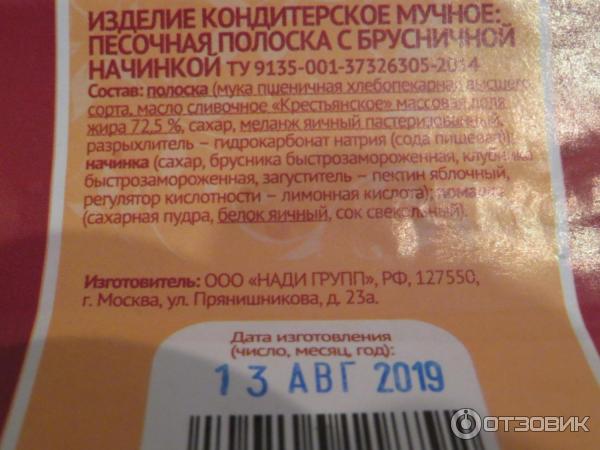 ИЗДЕЛИЕ КОНДИТЕРСКОЕ МУЧНОЕ:
ПЕСОЧНАЯ ПОЛОСКА С БРУСНИЧНОЙ
НАЧИНКОЙ ТУ 9135-001-37326305-2014
Состав: полоска (мука пшеничная хлебопекарная высшего
сорта, масло сливочное «Крестьянское» массовая доля
жира 72,5 %, сахар, меланж яичный пастеризованный,
разрыхлитель – гидрокарбонат натрия (сода пищевая));
начинка (сахар, брусника быстрозамороженная, клубника
быстрозамороженная, загуститель – пектин яблочный,
регулятор кислотности – лимонная кислота); помадка
(сахарная пудра, белок яичный, сок свекольный).
Изготовитель: ООО «НАДИ ГРУПП», РФ, 127550,
г. Москва, ул. Прянишникова, д. 23а.
Дата изготовления
(число, месяц, год):
13 АВГ 2019
ОТЗОВИК